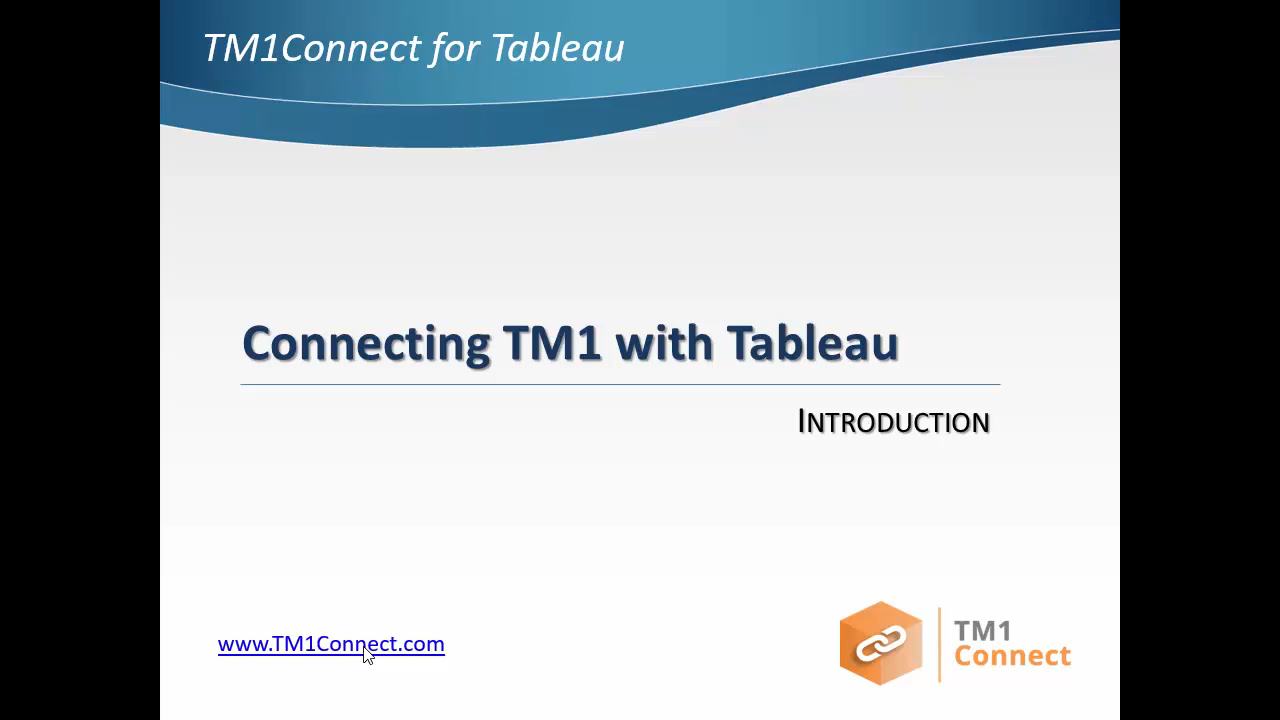 TM1Connect for Tableau
Connecting TM1 with Tableau
INTRODUCTION
www.TM1Connect.com
TM1
Connect